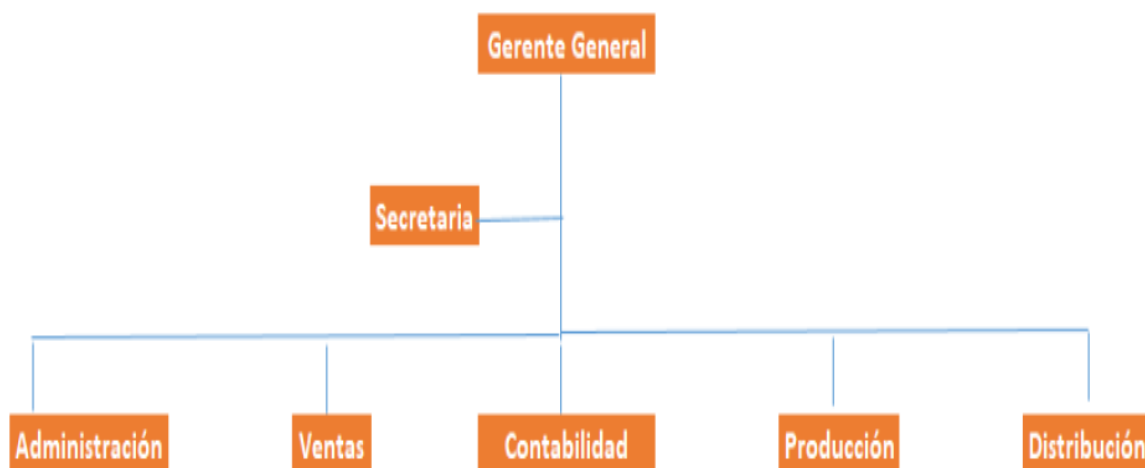 Gerente General
Secretaria
Administración
Ventas
Contabilidad
Producción
Distribución